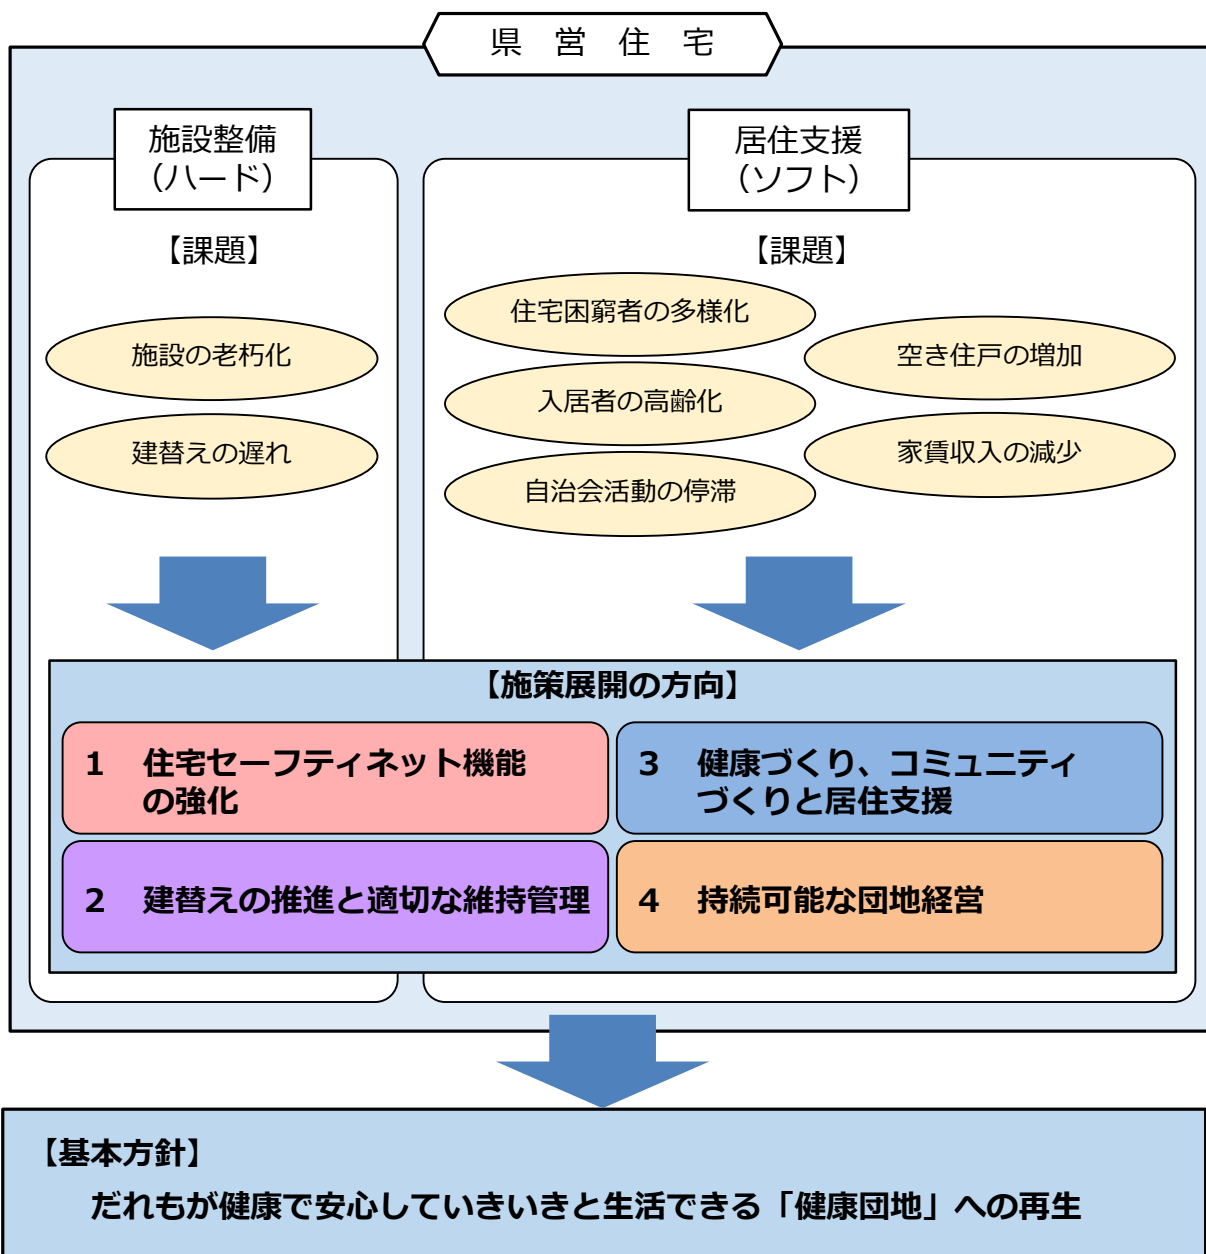 県 営 住 宅
施設整備
（ハード）
【課題】
施設の老朽化
建替えの遅れ
居住支援
（ソフト）
【課題】
住宅困窮者の多様化
入居者の高齢化
自治会活動の停滞
空き住戸の増加
家賃収入の減少
【施策展開の方向】
1 住宅セーフティネット機能
の強化
2 建替えの推進と適切な維持管理
3 健康づくり、コミュニティ
づくりと居住支援
4 持続可能な団地経営
【基本方針】
だれもが健康で安心していきいきと生活できる「健康団地」への再生